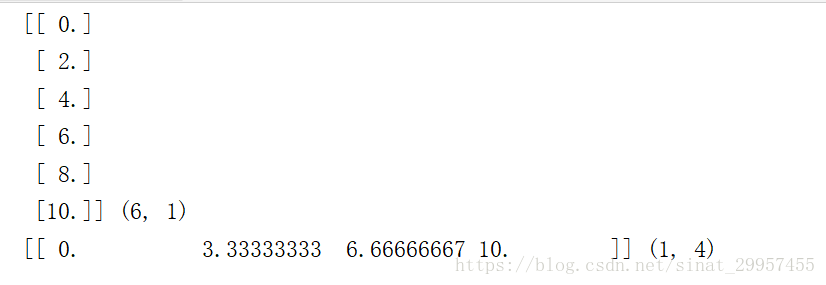 [[ 0.]
[ 2.]
[ 4.]
[ 6.]
[ 8.]
[10.]] (6, 1)
[[ 0. 3.33333333 6.66666667 10. ]] (1, 4)
https://blog.csdn.net/sinat_29957455